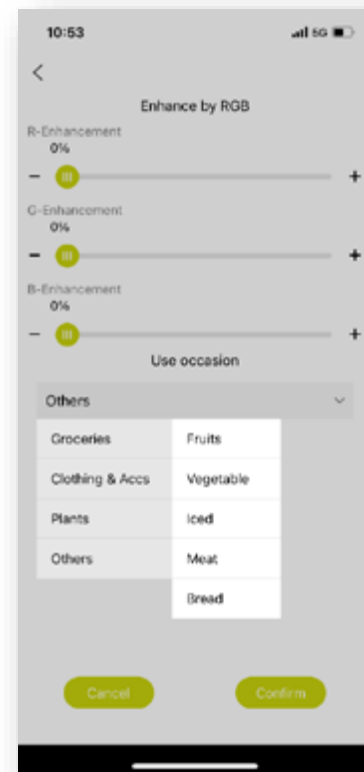 10:53 5G
Enhance by RGB
R-Enhancement
0%
G-Enhancement
0%
B-Enhancement
0%
Use occasion
Others
Groceries Fruits
Clothing & Accs Vegetable
Plants Iced
Others Meat
Bread
Cancel Confirm